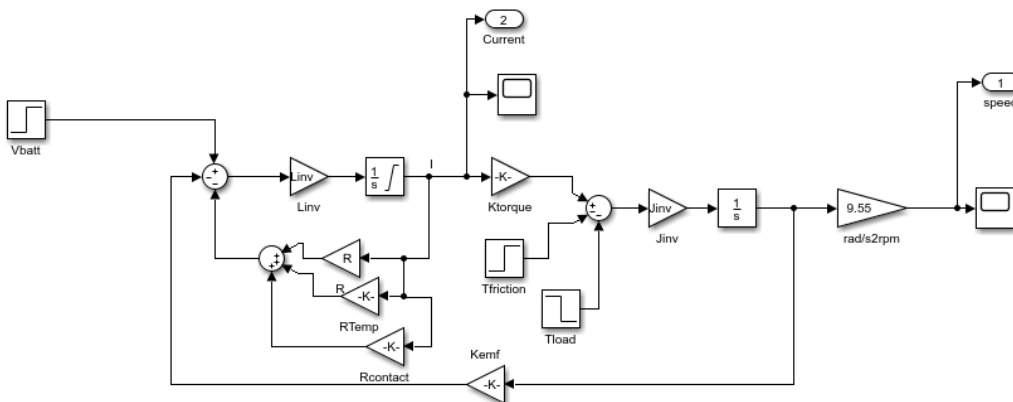 2
Current
1
speed
Vbatt
+
−
−
Linv
Linv
1
s
I
-K-
Ktorque
+
−
−
Jinv
Jinv
1
s
9.55
rad/s2rpm
+
+
+
R
R
-K-
RTemp
-K-
Rcontact
Tfriction
Tload
Kemf
-K-